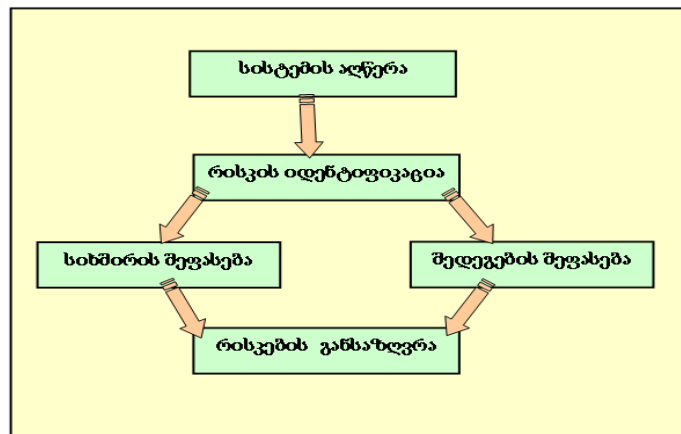 სისტემის აღწერა
რისკის იდენტიფიკაცია
სიხშირის შეფასება
შედეგების შეფასება
რისკების განსაზღვრა